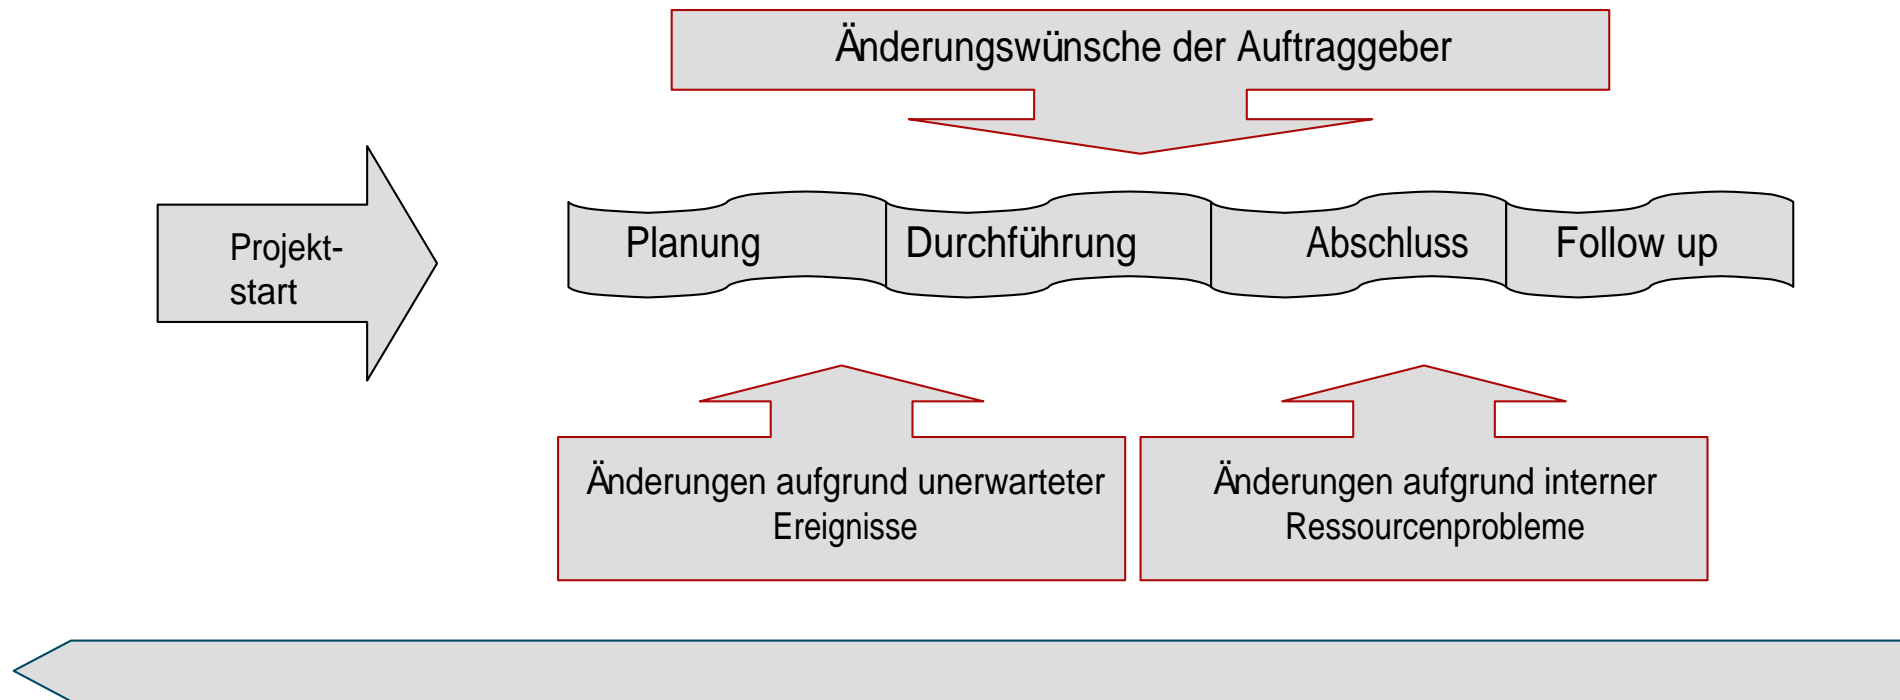 Änderungswünsche der Auftraggeber
Projekt-
start
Planung
Durchführung
Abschluss
Follow up
Änderungen aufgrund unerwarteter
Ereignisse
Änderungen aufgrund interner
Ressourcenprobleme